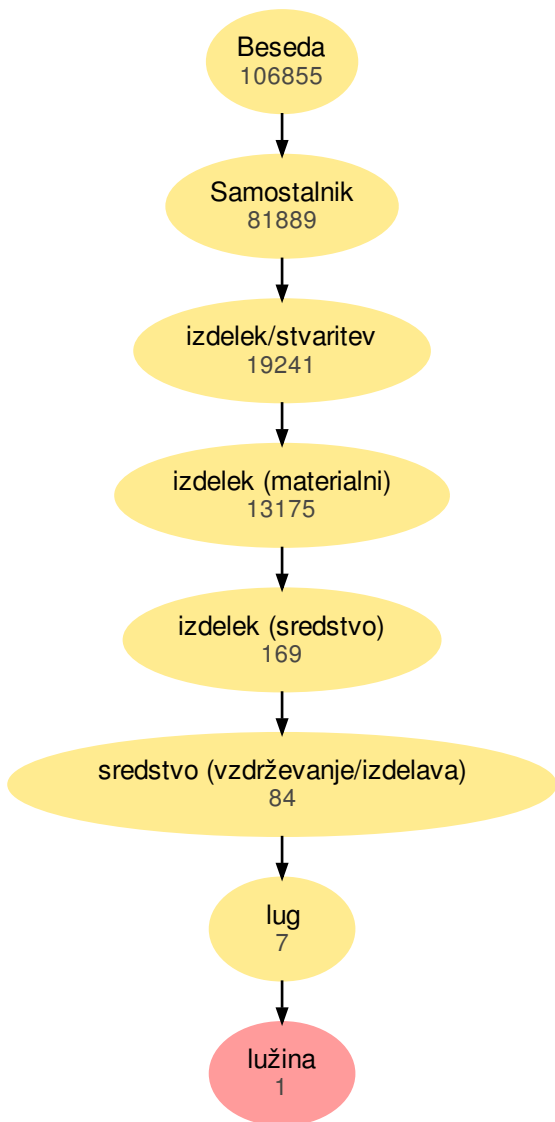 Beseda
106855
Samostalnik
81889
izdelek/stvaritev
19241
izdelek (materialni)
13175
izdelek (sredstvo)
169
sredstvo (vzdrževanje/izdelava)
84
lug
7
lužina
1